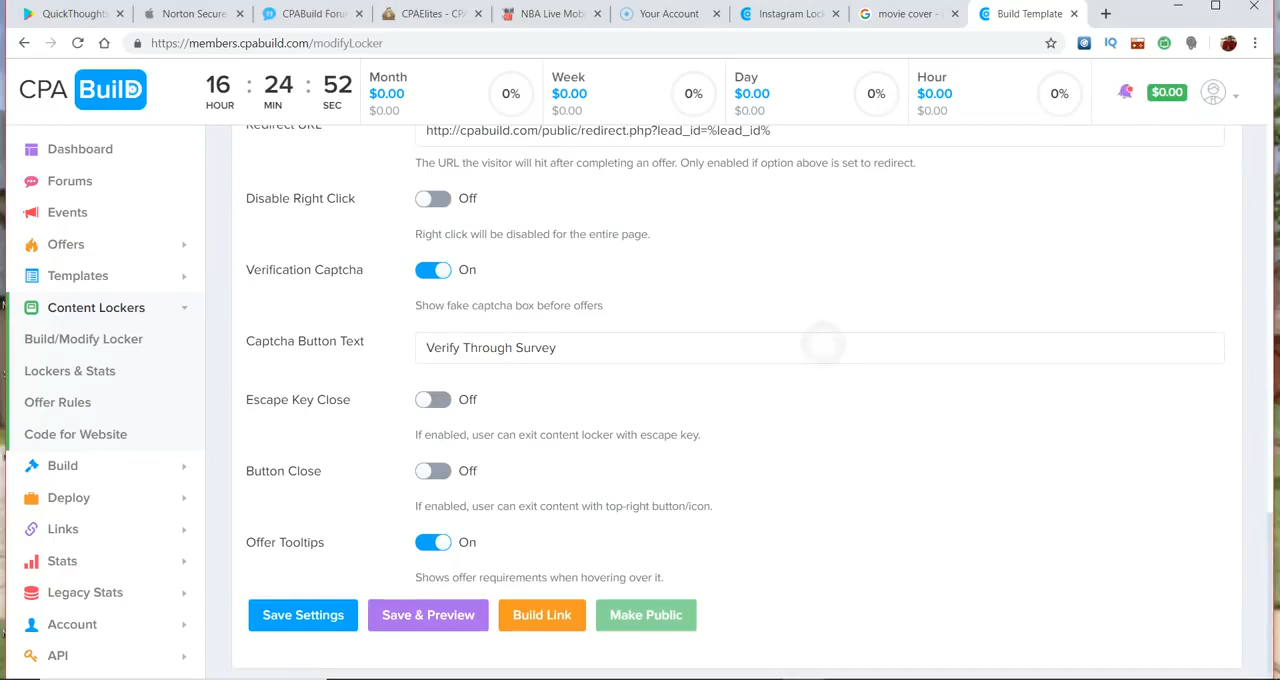 QuickThoughts
Norton Secure
CPABuild Foru
CPAElites - CPA
NBA Live Mob
Your Account
Instagram Loc
movie cover -
Build Template
https://members.cpabuild.com/modifyLocker
CPA BuilD
16 : 24 : 52
HOUR MIN SEC
Month
$0.00
$0.00
0%
Week
$0.00
$0.00
0%
Day
$0.00
$0.00
0%
Hour
$0.00
$0.00
0%
$0.00
Dashboard
Forums
Events
Offers
Templates
Content Lockers
Build/Modify Locker
Lockers & Stats
Offer Rules
Code for Website
Build
Deploy
Links
Stats
Legacy Stats
Account
API
Redirect URL
http://cpabuild.com/public/redirect.php?lead_id=%lead_id%
The URL the visitor will hit after completing an offer. Only enabled if option above is set to redirect.
Disable Right Click Off
Right click will be disabled for the entire page.
Verification Captcha On
Show fake captcha box before offers
Captcha Button Text Verify Through Survey
Escape Key Close Off
If enabled, user can exit content locker with escape key.
Button Close Off
If enabled, user can exit content with top-right button/icon.
Offer Tooltips On
Shows offer requirements when hovering over it.
Save Settings Save & Preview Build Link Make Public